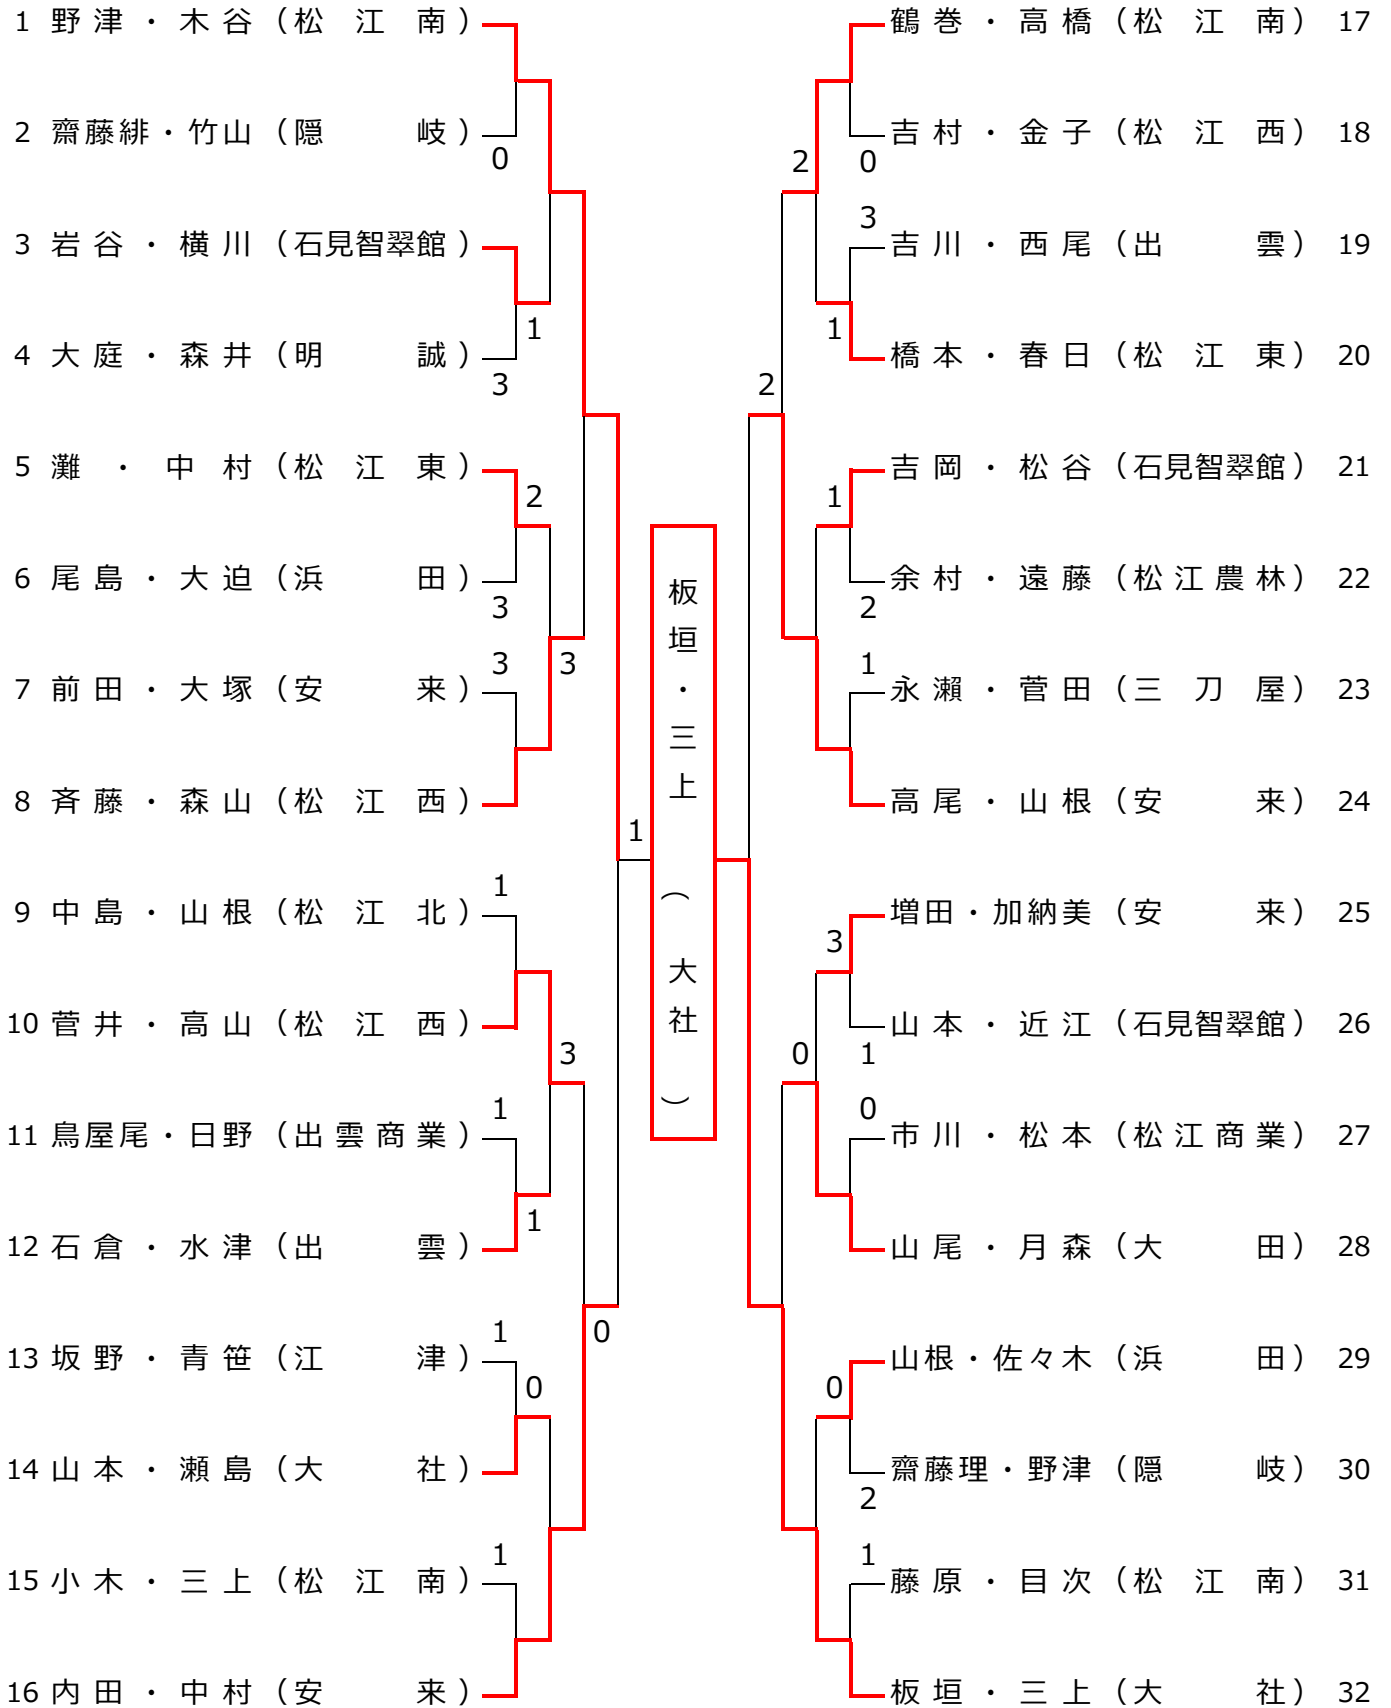 1 野津・木谷（松江南）
2 齋藤緋・竹山（隠岐）
0
3 岩谷・横川（石見智翠館）
1
4 大庭・森井（明誠）
3
5 灘・中村（松江東）
2
6 尾島・大迫（浜田）
3
7 前田・大塚（安来）
3
3
8 斉藤・森山（松江西）
9 中島・山根（松江北）
1
10 菅井・高山（松江西）
3
11 鳥屋尾・日野（出雲商業）
1
12 石倉・水津（出雲）
1
13 坂野・青笹（江津）
1
0
14 山本・瀬島（大社）
0
15 小木・三上（松江南）
1
16 内田・中村（安来）
1
板垣・三上（大社）
鶴巻・高橋（松江南） 17
吉村・金子（松江西） 18
2
0
3
吉川・西尾（出雲） 19
1
橋本・春日（松江東） 20
2
吉岡・松谷（石見智翠館） 21
1
余村・遠藤（松江農林） 22
2
1
永瀬・菅田（三刀屋） 23
高尾・山根（安来） 24
増田・加納美（安来） 25
3
山本・近江（石見智翠館） 26
0
1
0
市川・松本（松江商業） 27
山尾・月森（大田） 28
山根・佐々木（浜田） 29
0
齋藤理・野津（隠岐） 30
2
1
藤原・目次（松江南） 31
板垣・三上（大社） 32